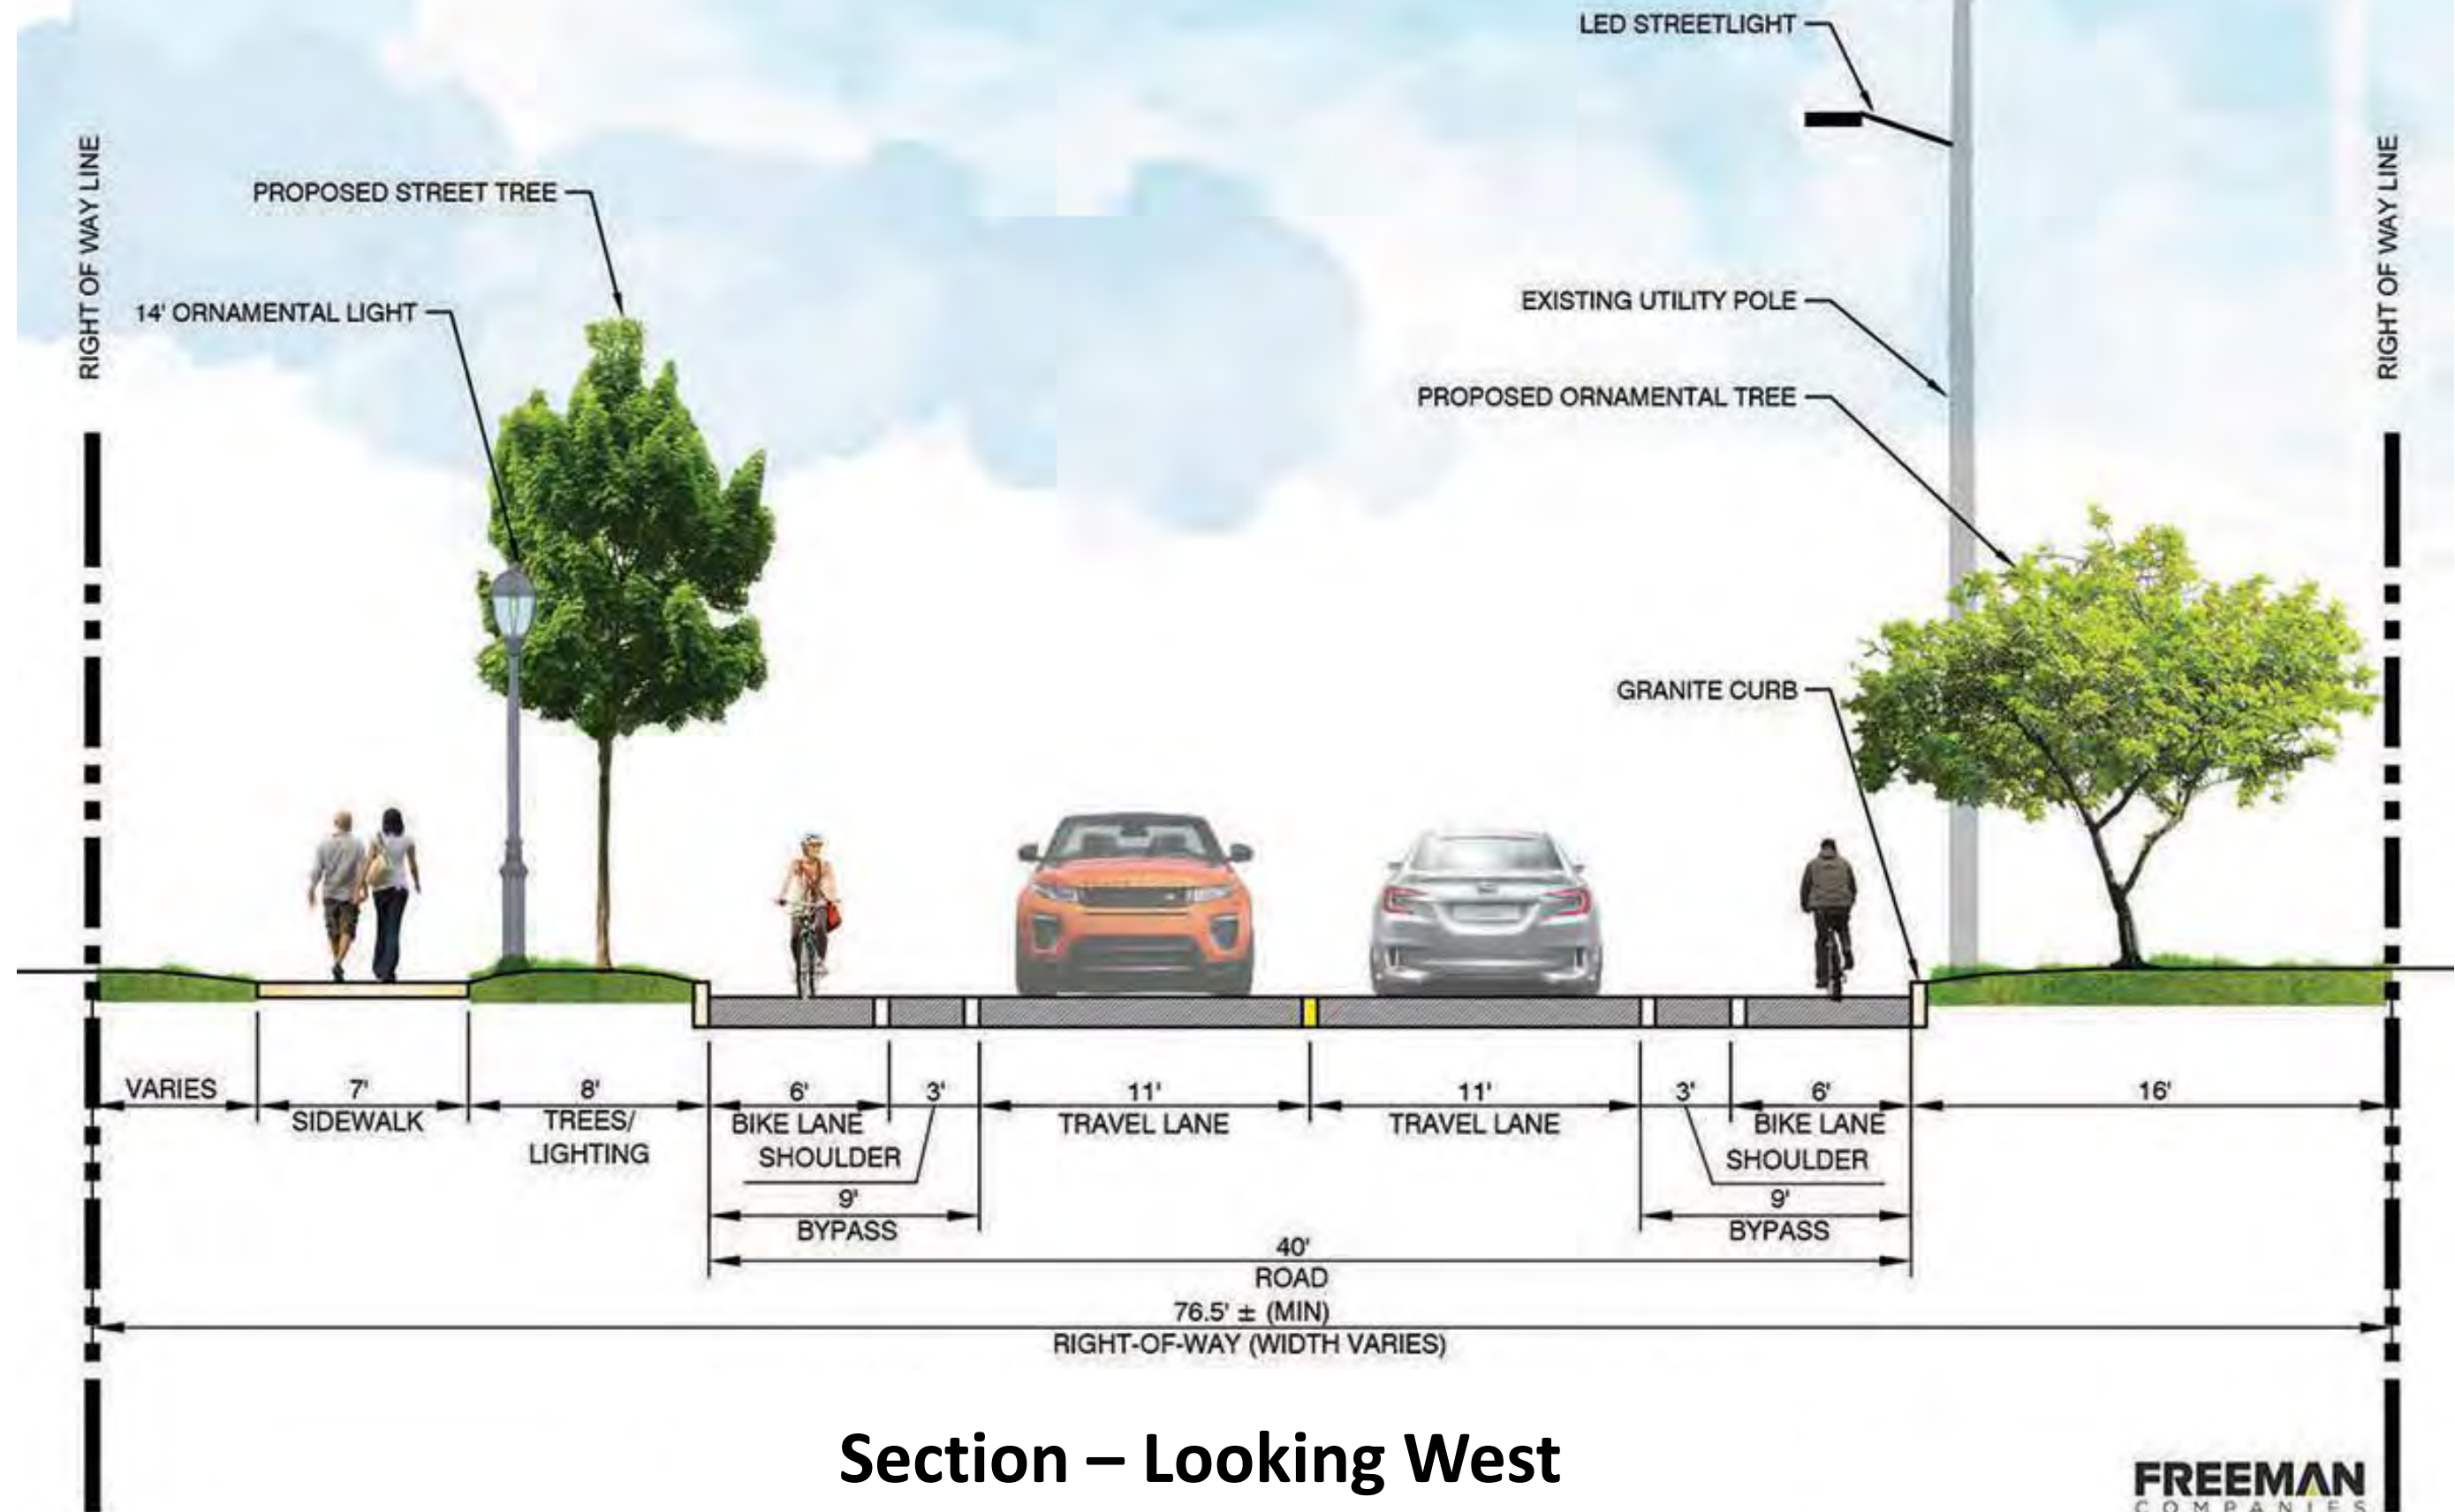 LED STREETLIGHT
RIGHT OF WAY LINE
RIGHT OF WAY LINE
PROPOSED STREET TREE
14' ORNAMENTAL LIGHT
EXISTING UTILITY POLE
PROPOSED ORNAMENTAL TREE
GRANITE CURB
VARIES
7'
SIDEWALK
8'
TREES/
LIGHTING
6'
BIKE LANE
3'
SHOULDER
9'
BYPASS
11'
TRAVEL LANE
11'
TRAVEL LANE
3'
SHOULDER
6'
BIKE LANE
9'
BYPASS
16'
40'
ROAD
76.5' ± (MIN)
RIGHT-OF-WAY (WIDTH VARIES)
Section – Looking West
FREEMAN
COMPANIES